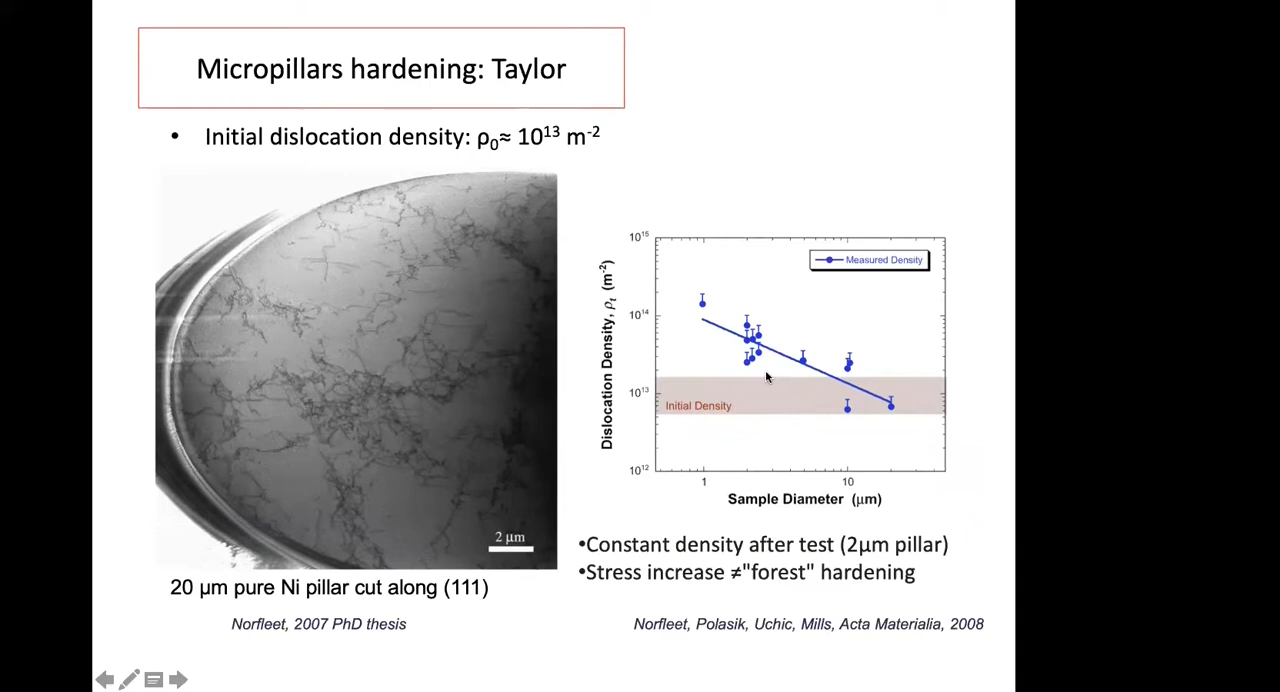 Micropillars hardening: Taylor
• Initial dislocation density: ρ₀≈ 10¹³ m⁻²
2 μm
20 μm pure Ni pillar cut along (111)
Norfleet, 2007 PhD thesis
Dislocation Density, ρₜ (m⁻²)
10¹⁵
10¹⁴
10¹³
10¹²
Measured Density
Initial Density
1
10
Sample Diameter (μm)
•Constant density after test (2μm pillar)
•Stress increase ≠"forest" hardening
Norfleet, Polasik, Uchic, Mills, Acta Materialia, 2008